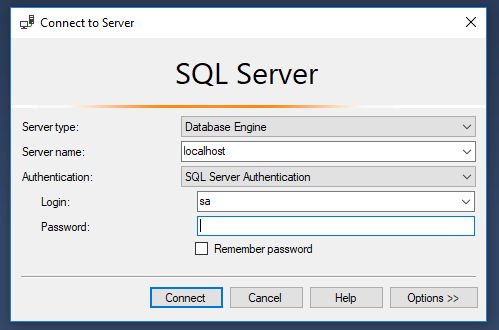 Connect to Server
SQL Server
Server type: Database Engine
Server name: localhost
Authentication: SQL Server Authentication
Login: sa
Password:
Remember password
Connect Cancel Help Options >>